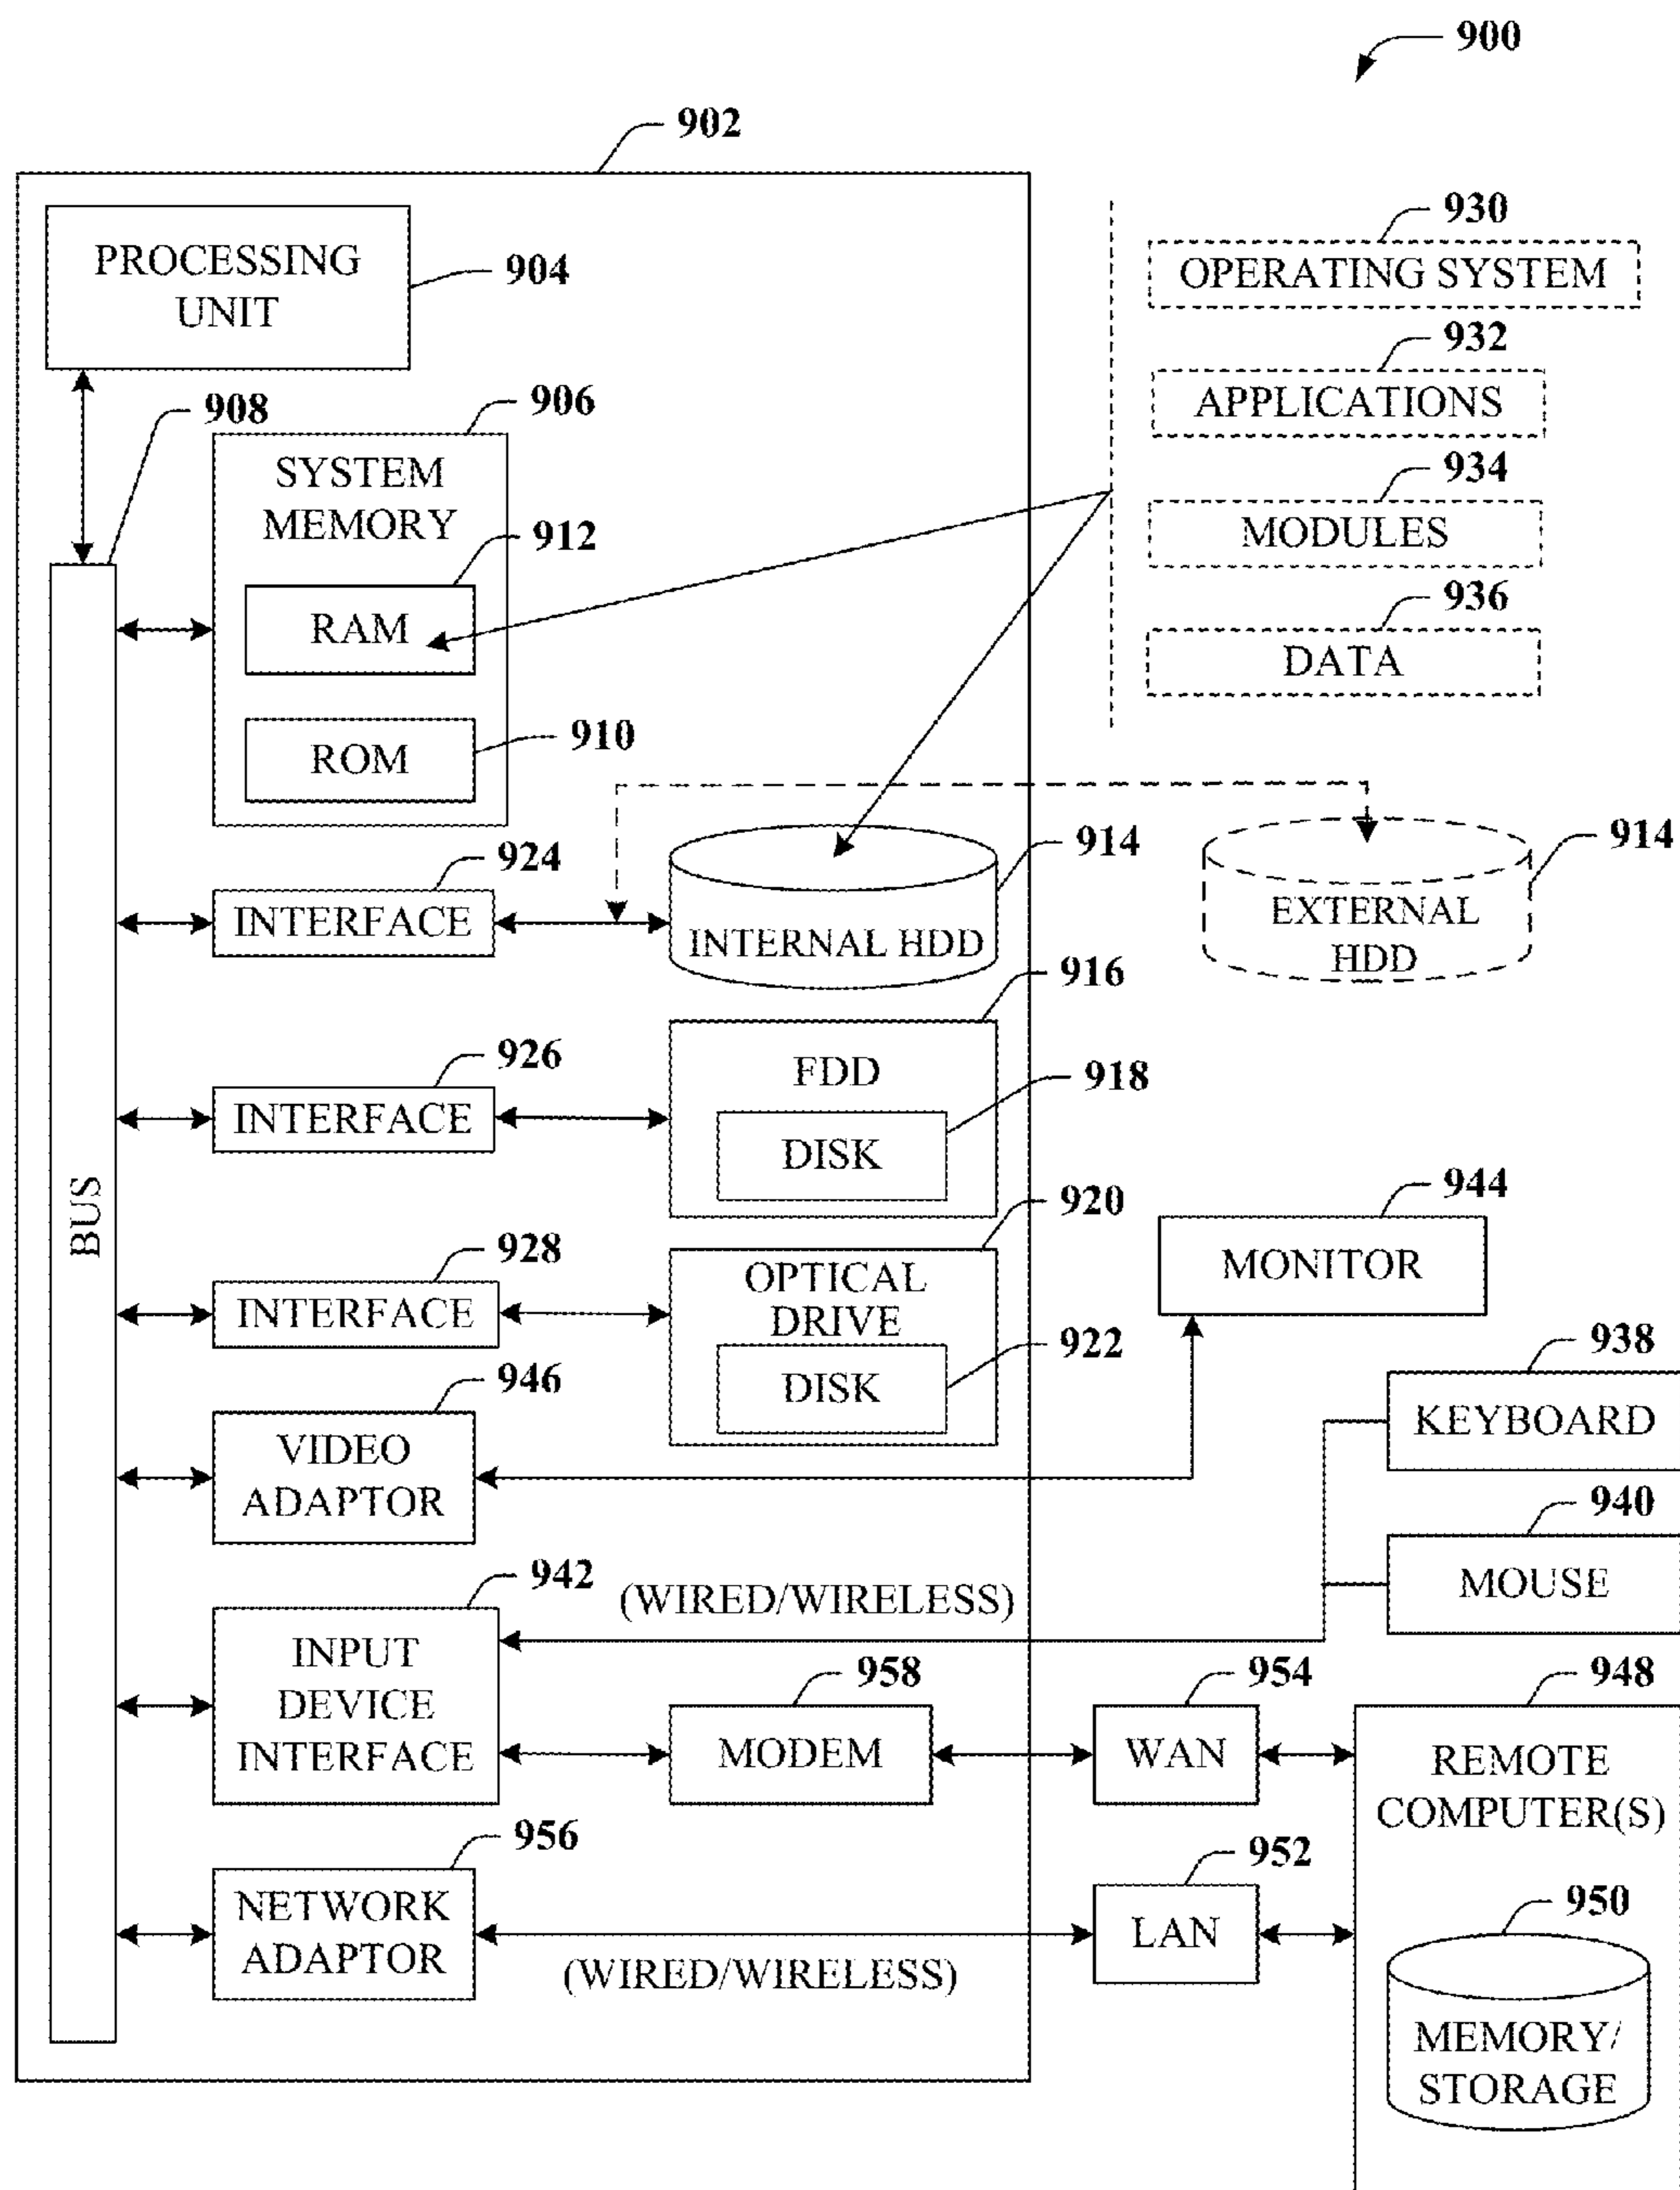 900
902
PROCESSING
UNIT
904
930
OPERATING SYSTEM
932
APPLICATIONS
934
MODULES
936
DATA
908
BUS
906
SYSTEM
MEMORY
912
RAM
910
ROM
924
INTERFACE
914
INTERNAL HDD
914
EXTERNAL
HDD
926
INTERFACE
916
FDD
918
DISK
928
INTERFACE
920
OPTICAL
DRIVE
922
DISK
944
MONITOR
946
VIDEO
ADAPTOR
938
KEYBOARD
940
MOUSE
942
INPUT
DEVICE
INTERFACE
(WIRED/WIRELESS)
958
MODEM
954
WAN
948
REMOTE
COMPUTER(S)
956
NETWORK
ADAPTOR
(WIRED/WIRELESS)
952
LAN
950
MEMORY/
STORAGE